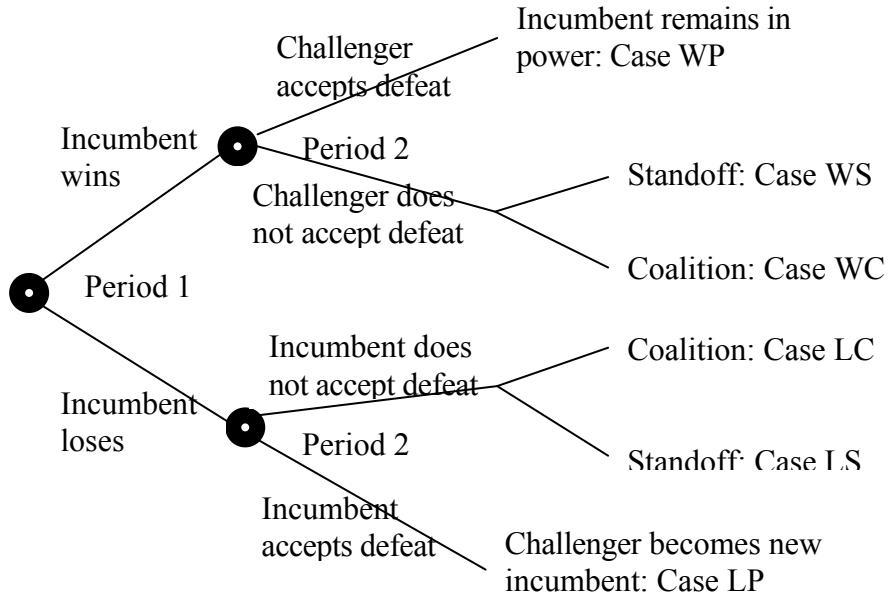 Challenger
accepts defeat
Incumbent remains in
power: Case WP
Incumbent
wins
Period 2
Challenger does
not accept defeat
Standoff: Case WS
Coalition: Case WC
Period 1
Incumbent does
not accept defeat
Coalition: Case LC
Incumbent
loses
Period 2
Standoff: Case LS
Incumbent
accepts defeat
Challenger becomes new
incumbent: Case LP